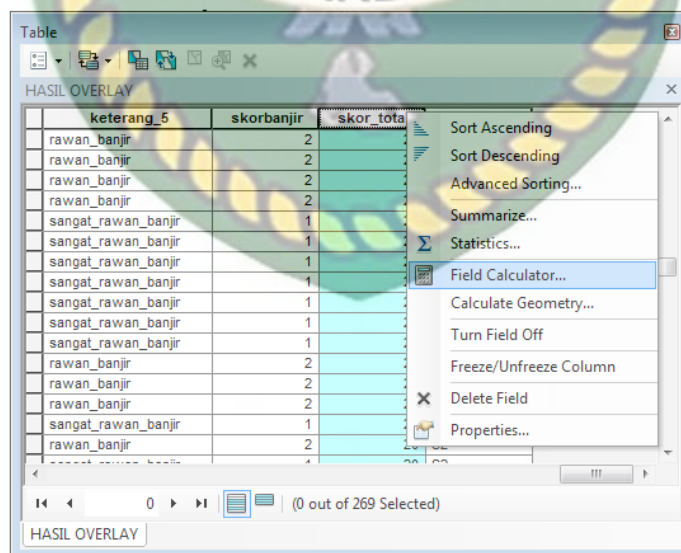 Table
HASIL OVERLAY
keterang_5 skorbanjir skor_tota
rawan_banjir 2
rawan_banjir 2
rawan_banjir 2
rawan_banjir 2
sangat_rawan_banjir 1
sangat_rawan_banjir 1
sangat_rawan_banjir 1
sangat_rawan_banjir 1
sangat_rawan_banjir 1
sangat_rawan_banjir 1
sangat_rawan_banjir 1
rawan_banjir 2
rawan_banjir 2
rawan_banjir 2
sangat_rawan_banjir 1
rawan_banjir 2 20
Sort Ascending
Sort Descending
Advanced Sorting...
Summarize...
Σ Statistics...
Field Calculator...
Calculate Geometry...
Turn Field Off
Freeze/Unfreeze Column
Delete Field
Properties...
0 (0 out of 269 Selected)
HASIL OVERLAY